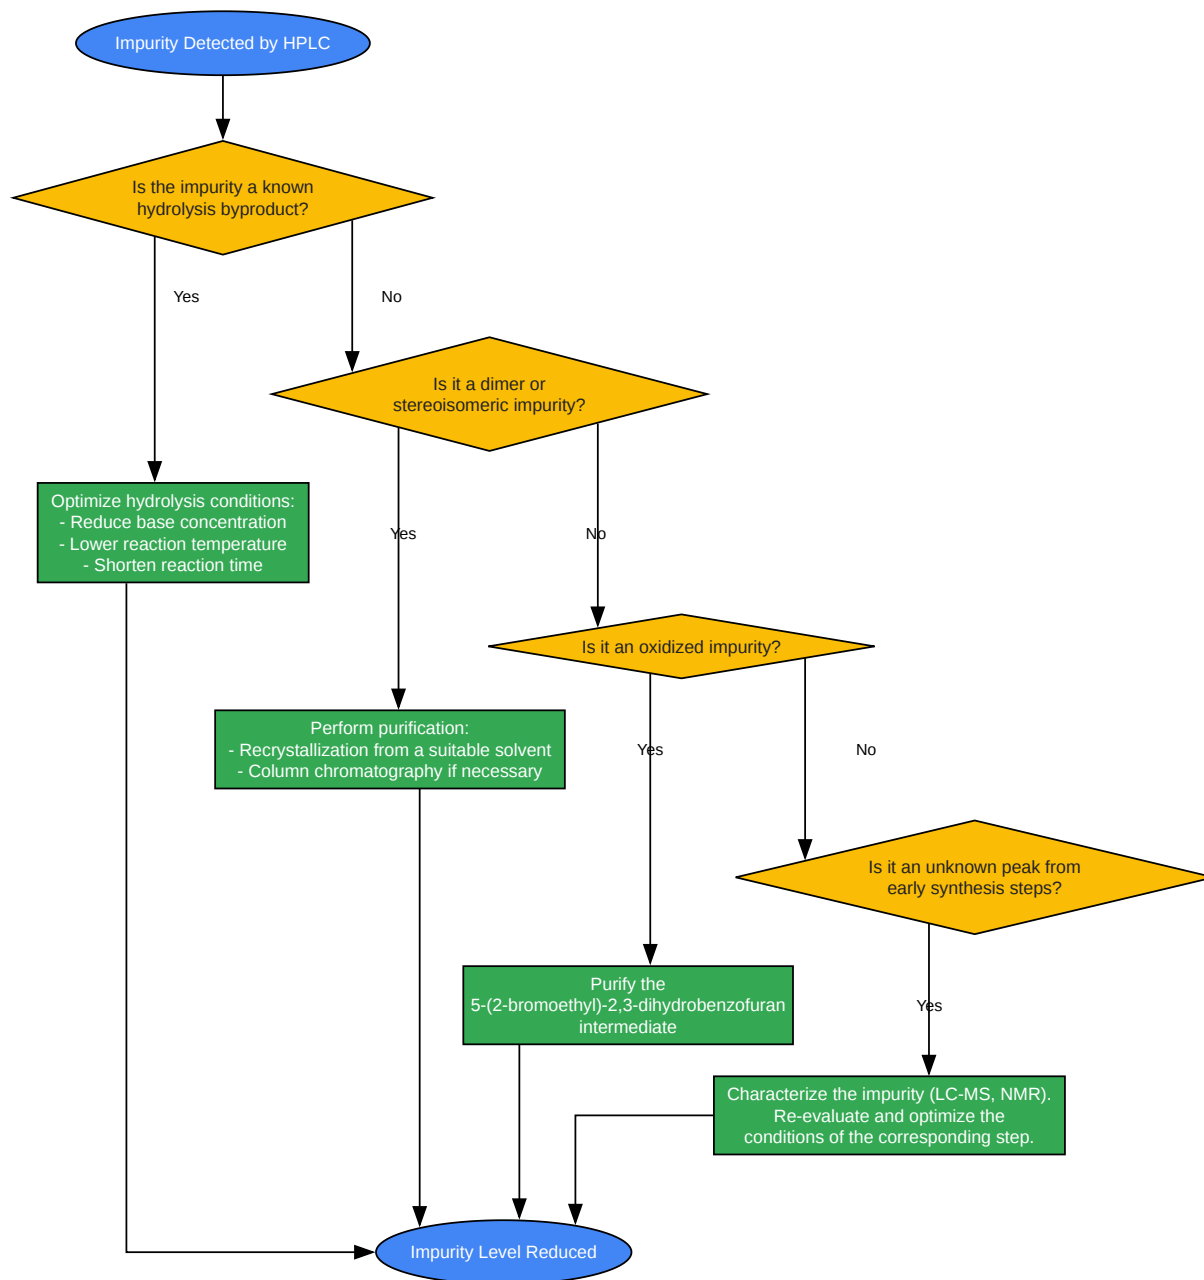 Impurity Detected by HPLC
Is the impurity a known
hydrolysis byproduct?
Yes
No
Is it a dimer or
stereoisomeric impurity?
Optimize hydrolysis conditions:
- Reduce base concentration
- Lower reaction temperature
- Shorten reaction time
Yes
No
Is it an oxidized impurity?
Perform purification:
- Recrystallization from a suitable solvent
- Column chromatography if necessary
Yes
No
Is it an unknown peak from
early synthesis steps?
Purify the
5-(2-bromoethyl)-2,3-dihydrobenzofuran
intermediate
Yes
Characterize the impurity (LC-MS, NMR).
Re-evaluate and optimize the
conditions of the corresponding step.
Impurity Level Reduced